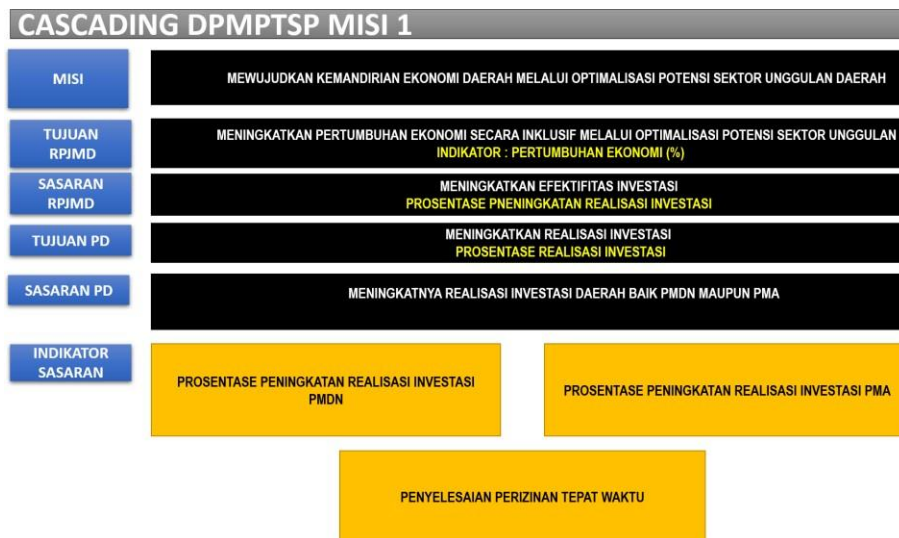 CASCADING DPMPTSP MISI 1
MISI
MEWUJUDKAN KEMANDIRIAN EKONOMI DAERAH MELALUI OPTIMALISASI POTENSI SEKTOR UNGGULAN DAERAH
TUJUAN
RPJMD
MENINGKATKAN PERTUMBUHAN EKONOMI SECARA INKLUSIF MELALUI OPTIMALISASI POTENSI SEKTOR UNGGULAN
INDIKATOR : PERTUMBUHAN EKONOMI (%)
SASARAN
RPJMD
MENINGKATKAN EFEKTIFITAS INVESTASI
PROSENTASE PNENINGKATAN REALISASI INVESTASI
TUJUAN PD
MENINGKATKAN REALISASI INVESTASI
PROSENTASE REALISASI INVESTASI
SASARAN PD
MENINGKATNYA REALISASI INVESTASI DAERAH BAIK PMDN MAUPUN PMA
INDIKATOR
SASARAN
PROSENTASE PENINGKATAN REALISASI INVESTASI
PMDN
PROSENTASE PENINGKATAN REALISASI INVESTASI PMA
PENYELESAIAN PERIZINAN TEPAT WAKTU